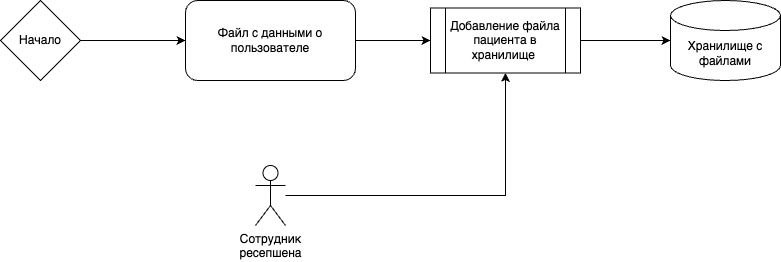 Начало
Файл с данными о
пользователе
Добавление файла
пациента в
хранилище
Хранилище с
файлами
Сотрудник
ресепшена